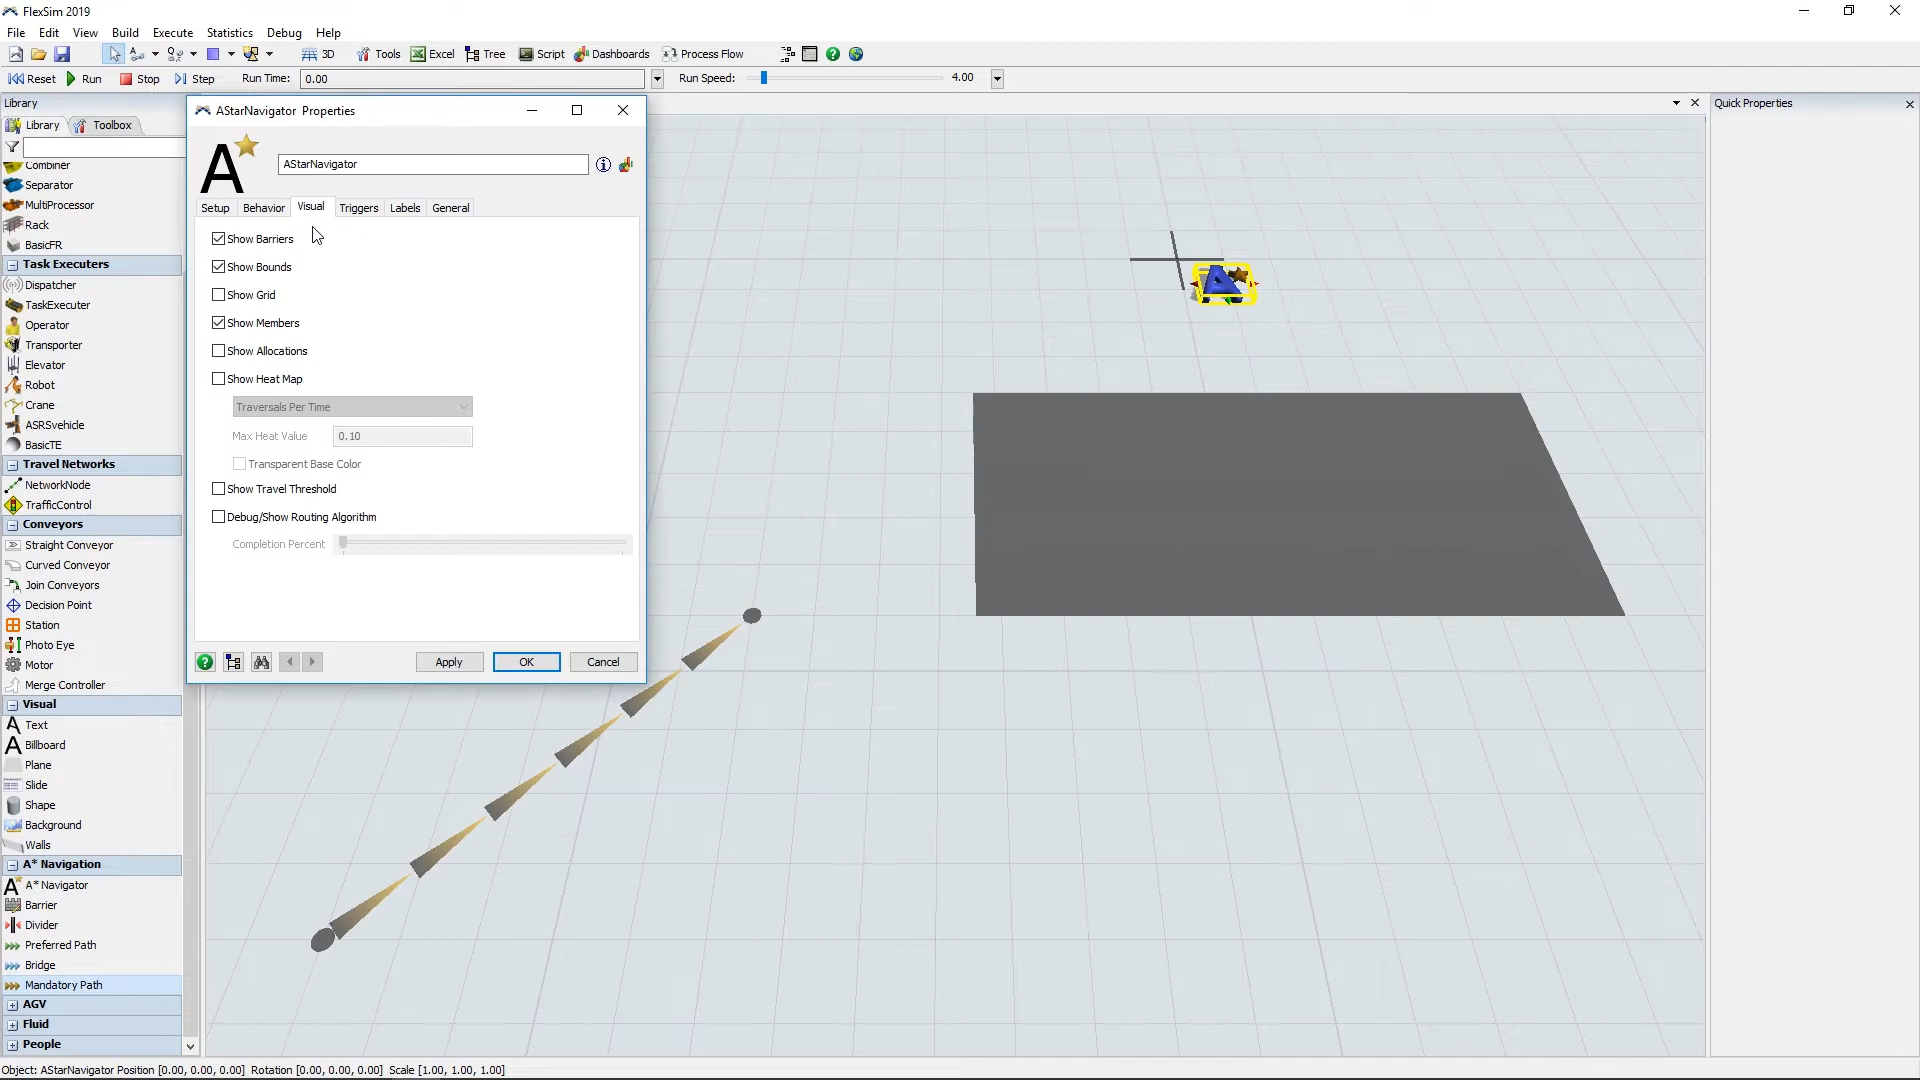 FlexSim 2019
File Edit View Build Execute Statistics Debug Help
3D Tools Excel Tree Script Dashboards Process Flow
Reset Run Stop Step Run Time: 0.00 Run Speed: 4.00
Library
Library Toolbox
Combiner
Separator
MultiProcessor
Rack
BasicFR
Task Executers
Dispatcher
TaskExecuter
Operator
Transporter
Elevator
Robot
Crane
ASRSvehicle
BasicTE
Travel Networks
NetworkNode
TrafficControl
Conveyors
Straight Conveyor
Curved Conveyor
Join Conveyors
Decision Point
Station
Photo Eye
Motor
Merge Controller
Visual
Text
Billboard
Plane
Slide
Shape
Background
Walls
A* Navigation
A* Navigator
Barrier
Divider
Preferred Path
Bridge
Mandatory Path
AGV
Fluid
People
AStarNavigator Properties
A
AStarNavigator
Setup Behavior Visual Triggers Labels General
Show Barriers
Show Bounds
Show Grid
Show Members
Show Allocations
Show Heat Map
Traversals Per Time
Max Heat Value 0.10
Transparent Base Color
Show Travel Threshold
Debug/Show Routing Algorithm
Completion Percent
Apply OK Cancel
A
Quick Properties
Object: AStarNavigator Position [0.00, 0.00, 0.00] Rotation [0.00, 0.00, 0.00] Scale [1.00, 1.00, 1.00]